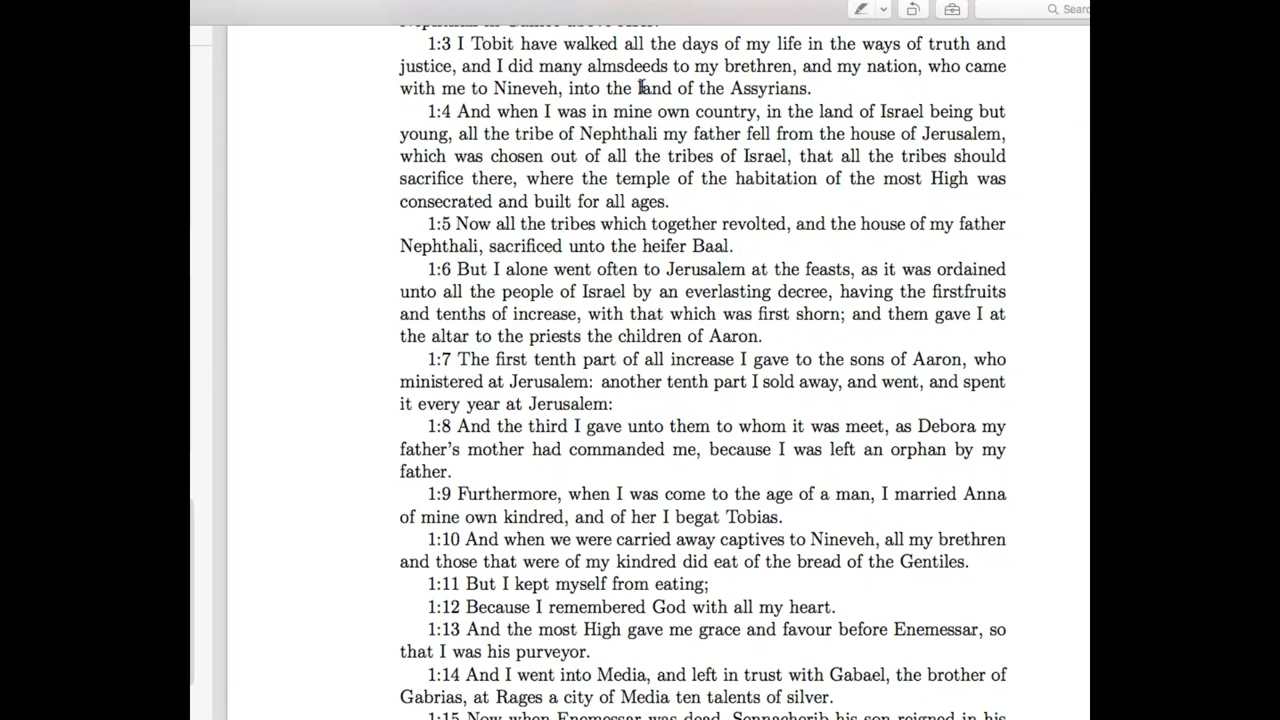 Sear
1:3 I Tobit have walked all the days of my life in the ways of truth and
justice, and I did many almsdeeds to my brethren, and my nation, who came
with me to Nineveh, into the land of the Assyrians.
1:4 And when I was in mine own country, in the land of Israel being but
young, all the tribe of Nephthali my father fell from the house of Jerusalem,
which was chosen out of all the tribes of Israel, that all the tribes should
sacrifice there, where the temple of the habitation of the most High was
consecrated and built for all ages.
1:5 Now all the tribes which together revolted, and the house of my father
Nephthali, sacrificed unto the heifer Baal.
1:6 But I alone went often to Jerusalem at the feasts, as it was ordained
unto all the people of Israel by an everlasting decree, having the firstfruits
and tenths of increase, with that which was first shorn; and them gave I at
the altar to the priests the children of Aaron.
1:7 The first tenth part of all increase I gave to the sons of Aaron, who
ministered at Jerusalem: another tenth part I sold away, and went, and spent
it every year at Jerusalem:
1:8 And the third I gave unto them to whom it was meet, as Debora my
father's mother had commanded me, because I was left an orphan by my
father.
1:9 Furthermore, when I was come to the age of a man, I married Anna
of mine own kindred, and of her I begat Tobias.
1:10 And when we were carried away captives to Nineveh, all my brethren
and those that were of my kindred did eat of the bread of the Gentiles.
1:11 But I kept myself from eating;
1:12 Because I remembered God with all my heart.
1:13 And the most High gave me grace and favour before Enemessar, so
that I was his purveyor.
1:14 And I went into Media, and left in trust with Gabael, the brother of
Gabrias, at Rages a city of Media ten talents of silver.
1:15 Now when Enemessar was dead, Sennacherib his son reigned in his